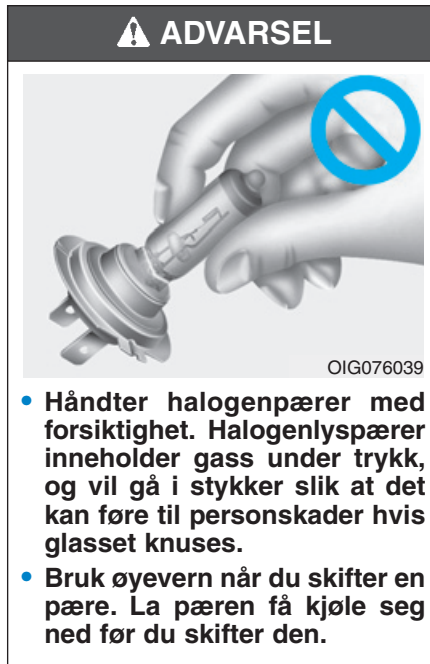 ADVARSEL
OIG076039
• Håndter halogenpærer med
forsiktighet. Halogenlyspærer
inneholder gass under trykk,
og vil gå i stykker slik at det
kan føre til personskader hvis
glasset knuses.
• Bruk øyevern når du skifter en
pære. La pæren få kjøle seg
ned før du skifter den.